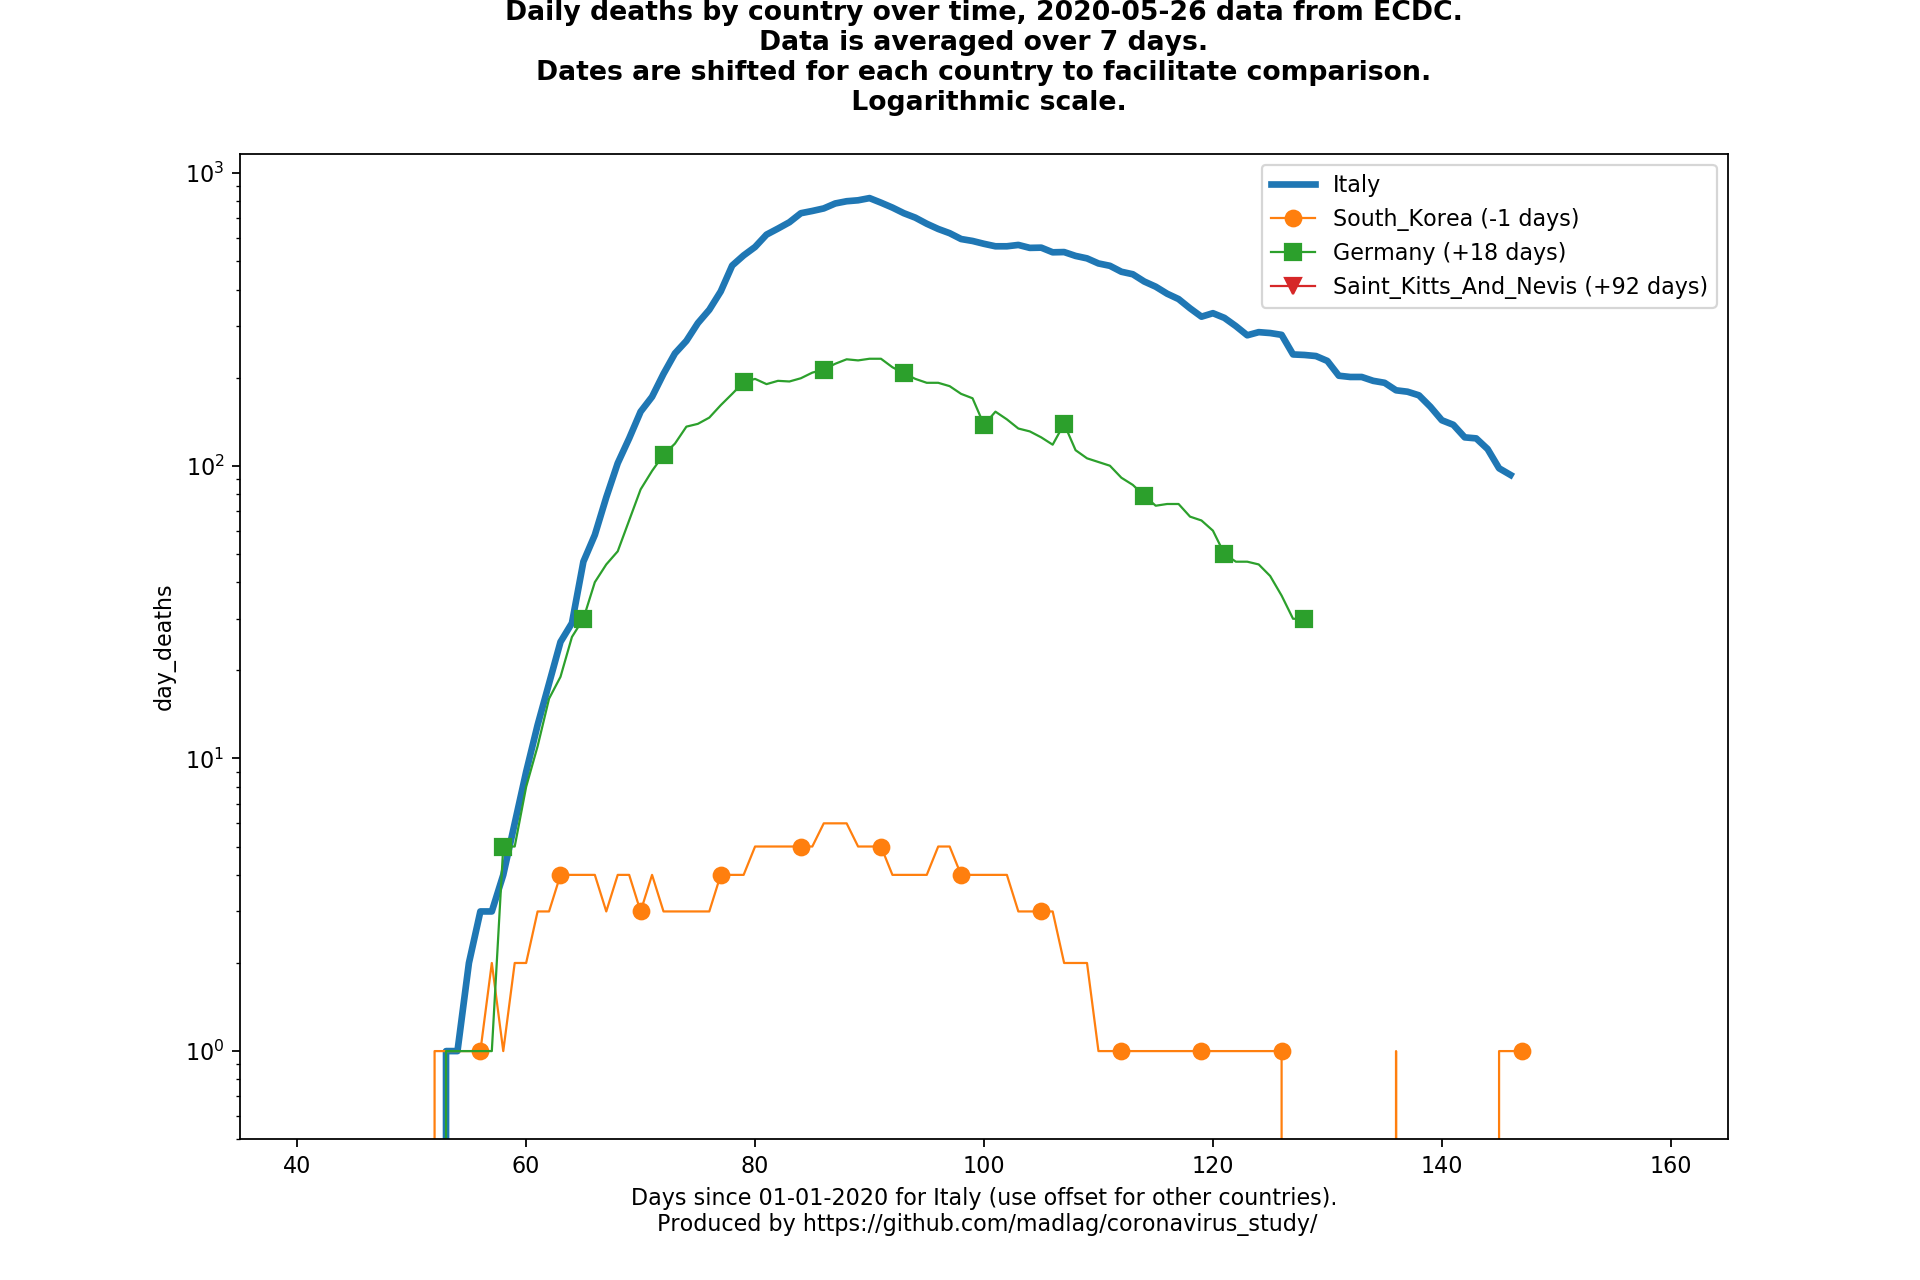 Daily deaths by country over time, 2020-05-26 data from ECDC.
Data is averaged over 7 days.
Dates are shifted for each country to facilitate comparison.
Logarithmic scale.
10³
10²
10¹
10⁰
day_deaths
Italy
South_Korea (-1 days)
Germany (+18 days)
Saint_Kitts_And_Nevis (+92 days)
40 60 80 100 120 140 160
Days since 01-01-2020 for Italy (use offset for other countries).
Produced by https://github.com/madlag/coronavirus_study/